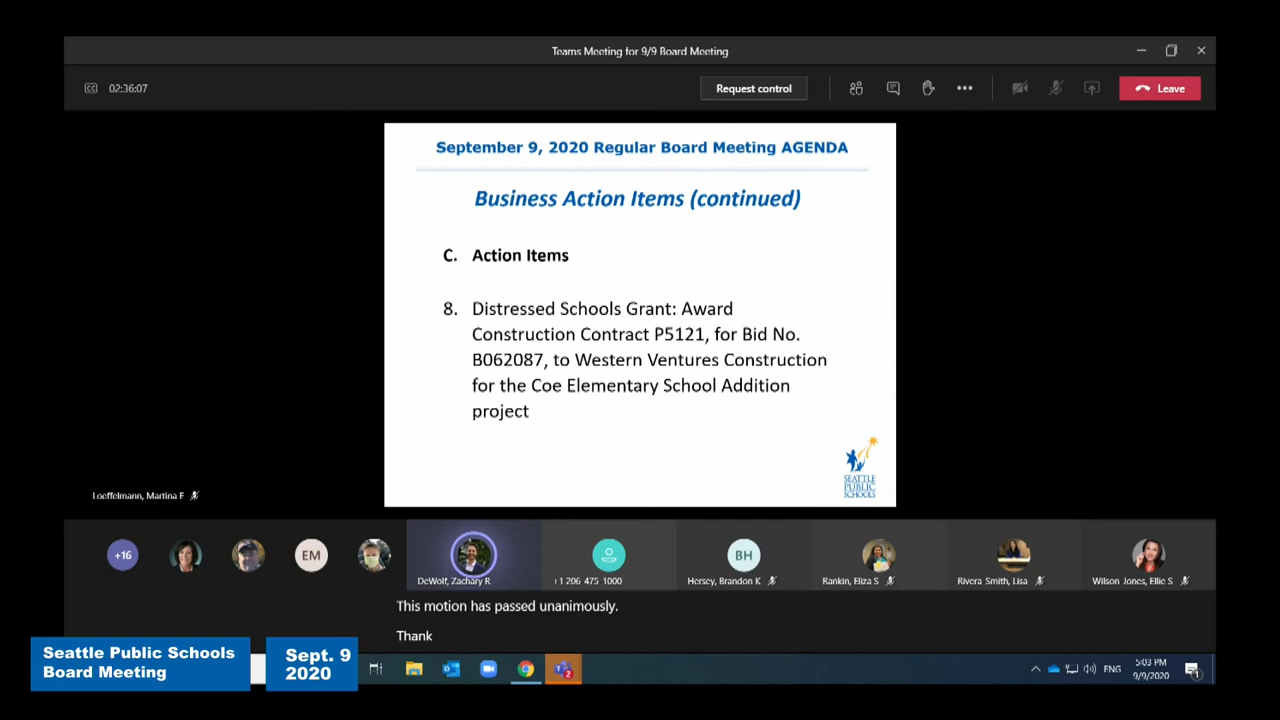 Teams Meeting for 9/9 Board Meeting
02:36:07
Request control
Leave
September 9, 2020 Regular Board Meeting AGENDA
Business Action Items (continued)
C. Action Items
8. Distressed Schools Grant: Award
Construction Contract P5121, for Bid No.
B062087, to Western Ventures Construction
for the Coe Elementary School Addition
project
SEATTLE
PUBLIC
SCHOOLS
Loeffelmann, Martina F
+16
EM
BH
DeWolf, Zachary R
+1 206 475 1000
Hersey, Brandon K
Rankin, Eliza S
Rivera Smith, Lisa
Wilson Jones, Ellie S
This motion has passed unanimously.
Thank
Seattle Public Schools
Board Meeting
Sept. 9
2020
2
ENG
5:03 PM
9/9/2020
1